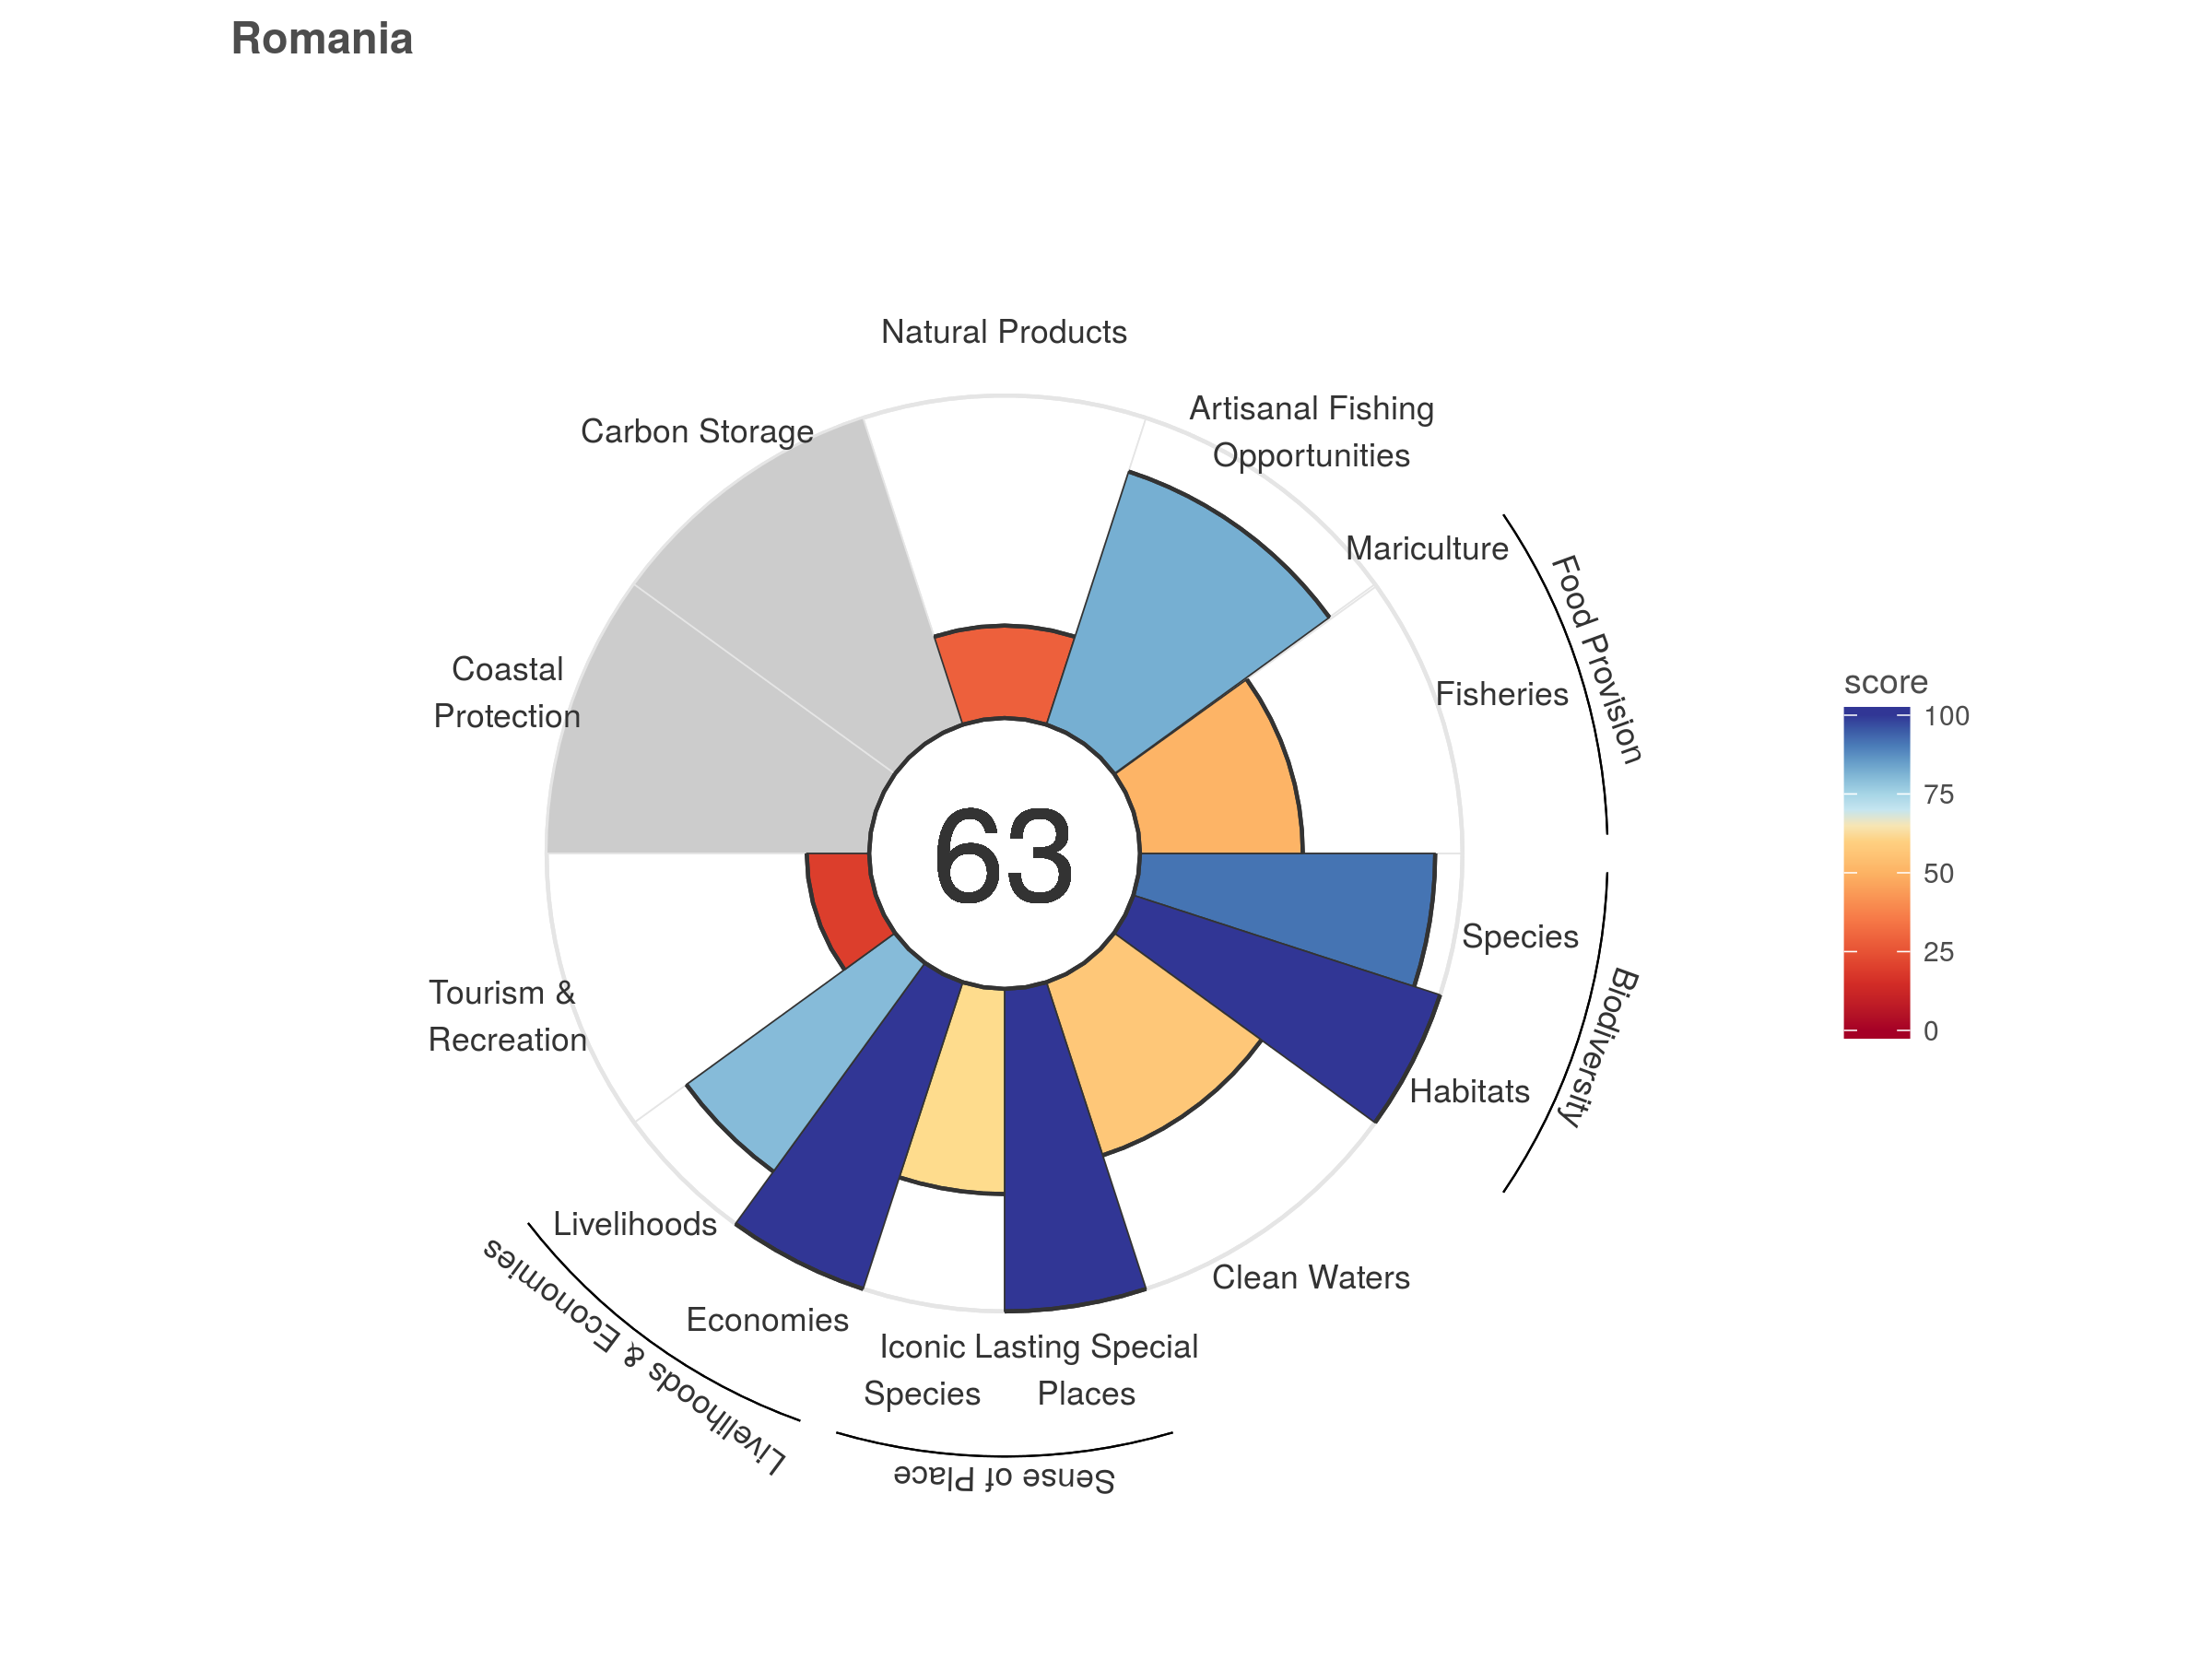 Romania
Natural Products
Artisanal Fishing
Opportunities
Carbon Storage
Mariculture
Food Provision
Coastal
Protection
Fisheries
score
100
75
50
25
0
63
Species
Biodiversity
Tourism &
Recreation
Habitats
Livelihoods
Clean Waters
Livelihoods & Economies
Economies
Iconic
Species
Lasting Special
Places
Sense of Place